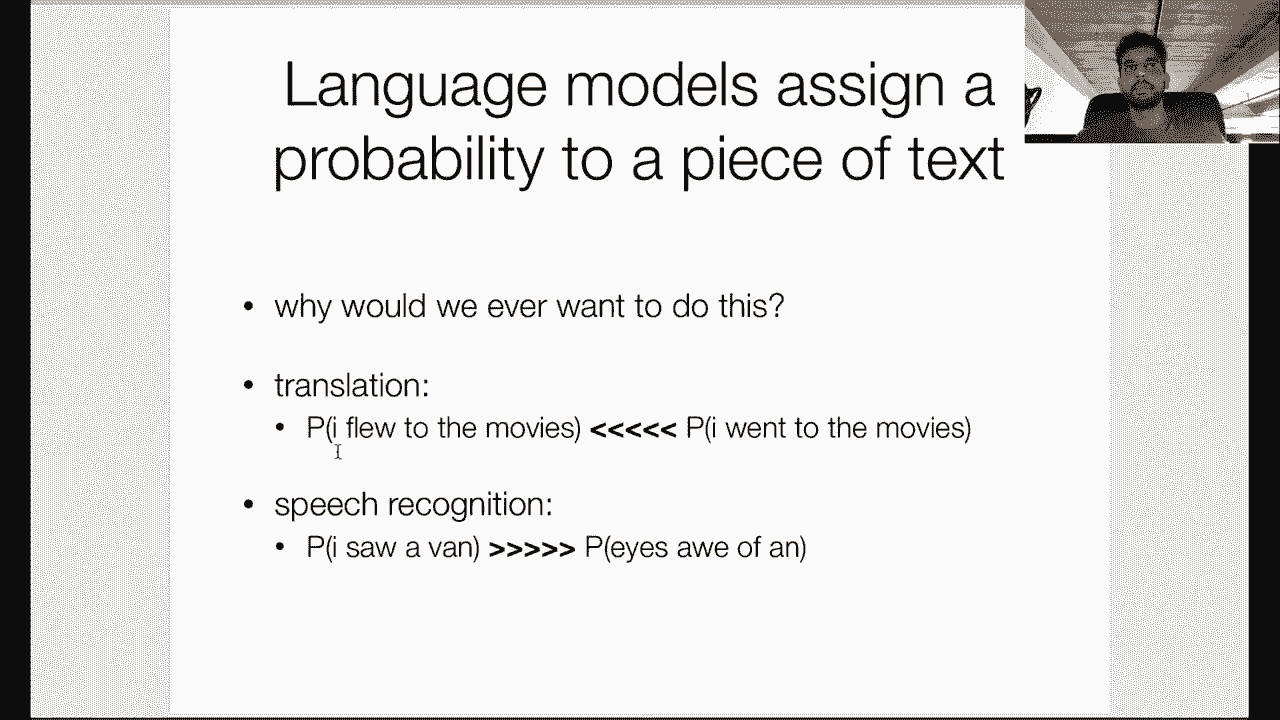 Language models assign a
probability to a piece of text
• why would we ever want to do this?
• translation:
• P(i flew to the movies) <<<<< P(i went to the movies)
• speech recognition:
• P(i saw a van) >>>>> P(eyes awe of an)